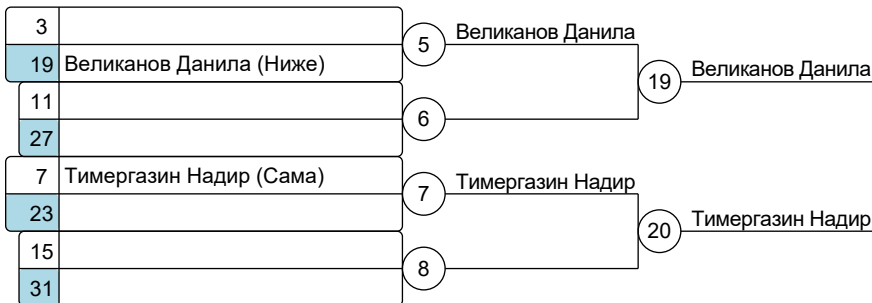 3
5
Великанов Данила
19 Великанов Данила (Ниже)
19
Великанов Данила
11
6
27
7 Тимергазин Надир (Сама)
7
Тимергазин Надир
23
20
Тимергазин Надир
15
8
31